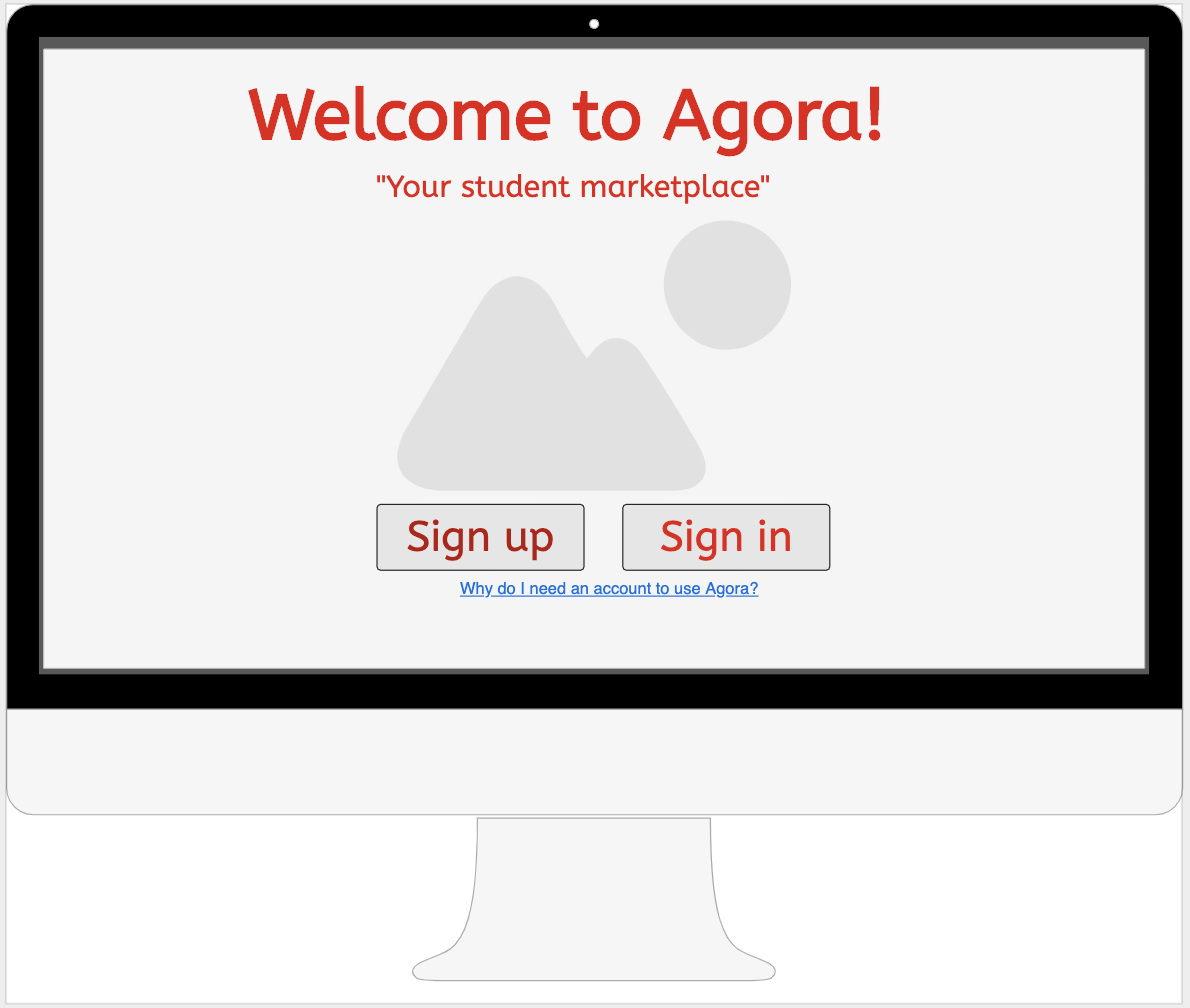 Welcome to Agora!
"Your student marketplace"
Sign up
Sign in
Why do I need an account to use Agora?